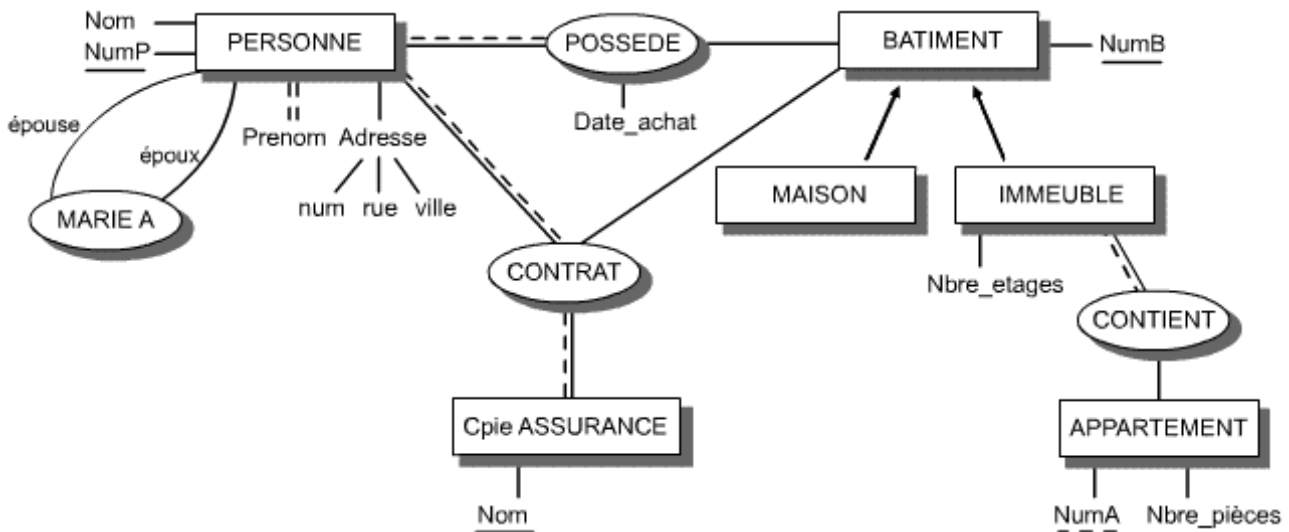 Nom
PERSONNE
POSSEDE
BATIMENT
NumP
NumB
Date_achat
épouse
époux
Prenom
Adresse
num
rue
ville
MAISON
IMMEUBLE
MARIE A
CONTRAT
Nbre_etages
CONTIENT
Cpie ASSURANCE
APPARTEMENT
Nom
NumA
Nbre_pièces